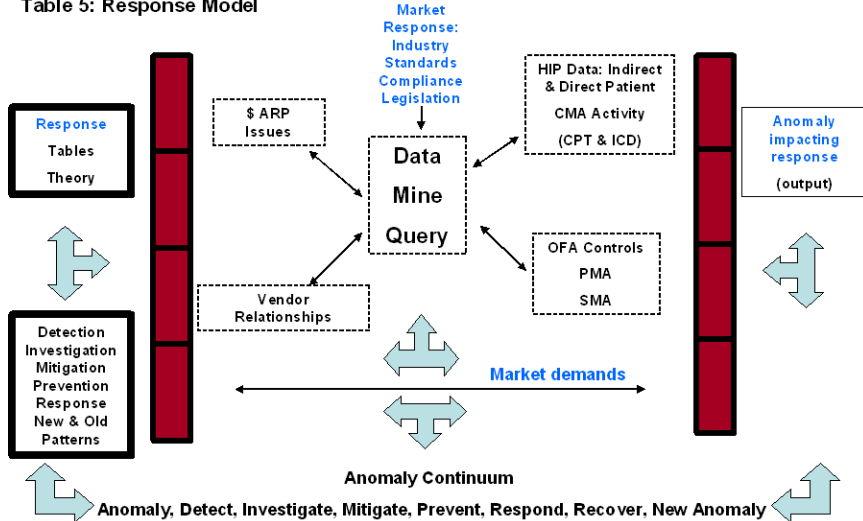 Table 5: Response Model
Market
Response:
Industry
Standards
Compliance
Legislation
Response
Tables
Theory
$ ARP
Issues
Data
Mine
Query
HIP Data: Indirect
& Direct Patient
CMA Activity
(CPT & ICD)
Anomaly
impacting
response
(output)
Vendor
Relationships
OFA Controls
PMA
SMA
Detection
Investigation
Mitigation
Prevention
Response
New & Old
Patterns
Market demands
Anomaly Continuum
Anomaly, Detect, Investigate, Mitigate, Prevent, Respond, Recover, New Anomaly